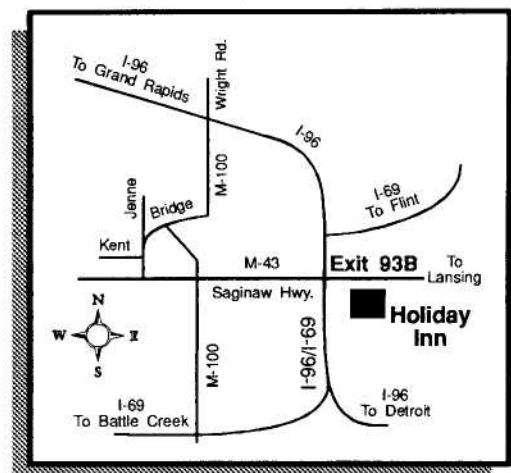 I-96
To Grand Rapids
Wright Rd.
I-96
M-100
I-69
To Flint
Jenne
Bridge
Kent
M-43
Exit 93B
To
Lansing
Saginaw Hwy.
Holiday
Inn
N
W
E
S
M-100
I-96/I-69
I-69
To Battle Creek
I-96
To Detroit